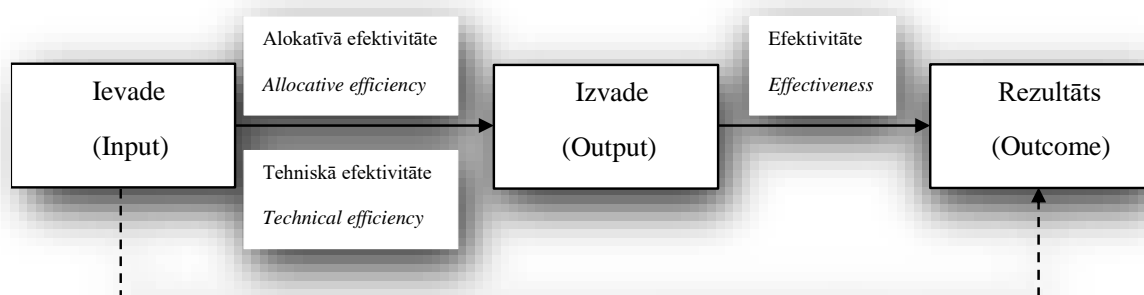 Ievade
(Input)
Alokatīvā efektivitāte
Allocative efficiency
Tehniskā efektivitāte
Technical efficiency
Izvade
(Output)
Efektivitāte
Effectiveness
Rezultāts
(Outcome)